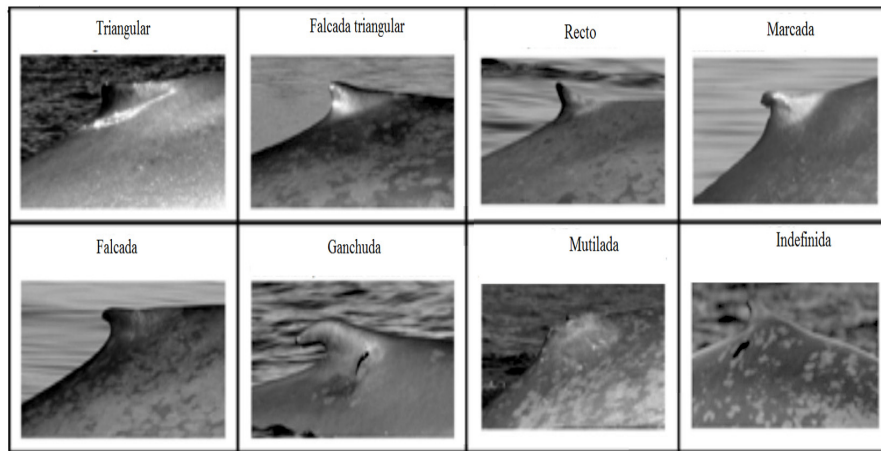 Triangular
Falcada triangular
Recto
Marcada
Falcada
Ganchuda
Mutilada
Indefinida